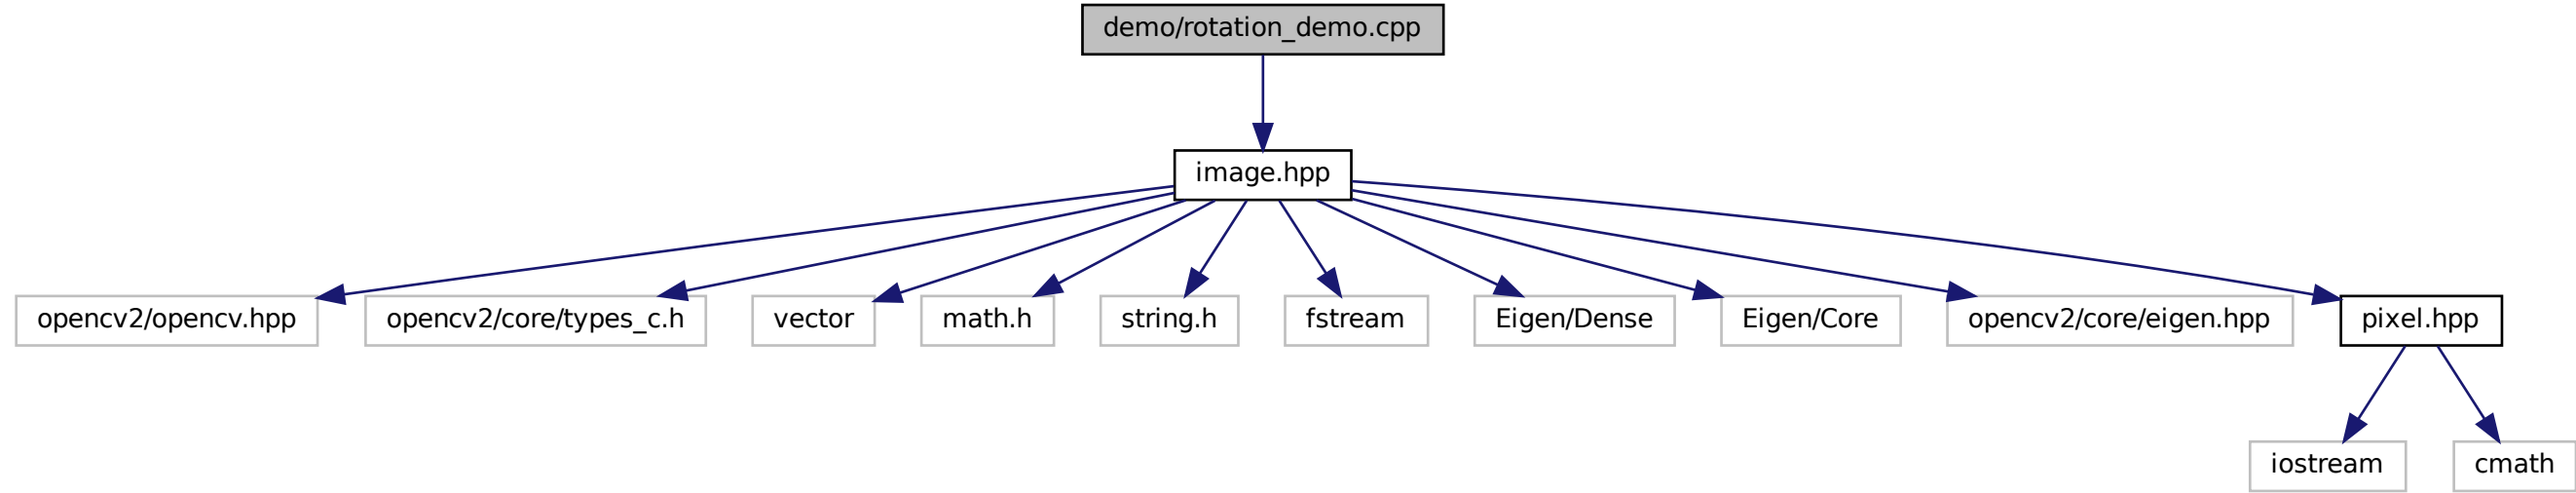 demo/rotation_demo.cpp
image.hpp
opencv2/opencv.hpp
opencv2/core/types_c.h
vector
math.h
string.h
fstream
Eigen/Dense
Eigen/Core
opencv2/core/eigen.hpp
pixel.hpp
iostream
cmath